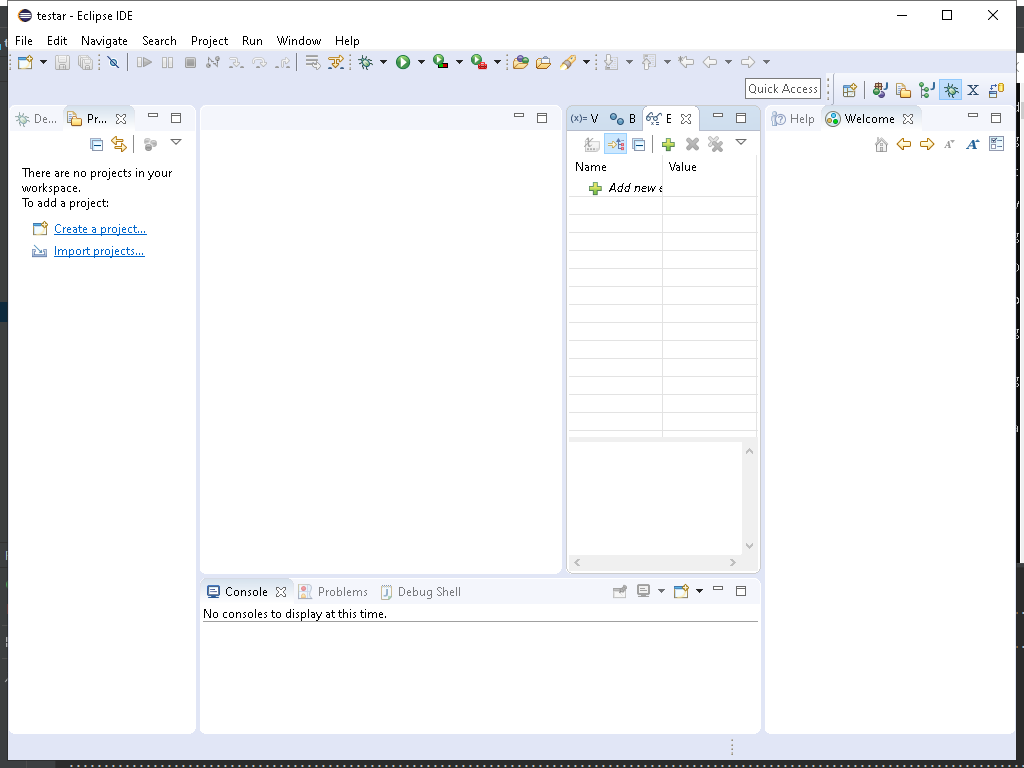 testar - Eclipse IDE
File Edit Navigate Search Project Run Window Help
Quick Access
De... Pr...
(x)= V B E
Help Welcome
There are no projects in your
workspace.
To add a project:
Create a project...
Import projects...
Name Value
Add new e
Console Problems Debug Shell
No consoles to display at this time.